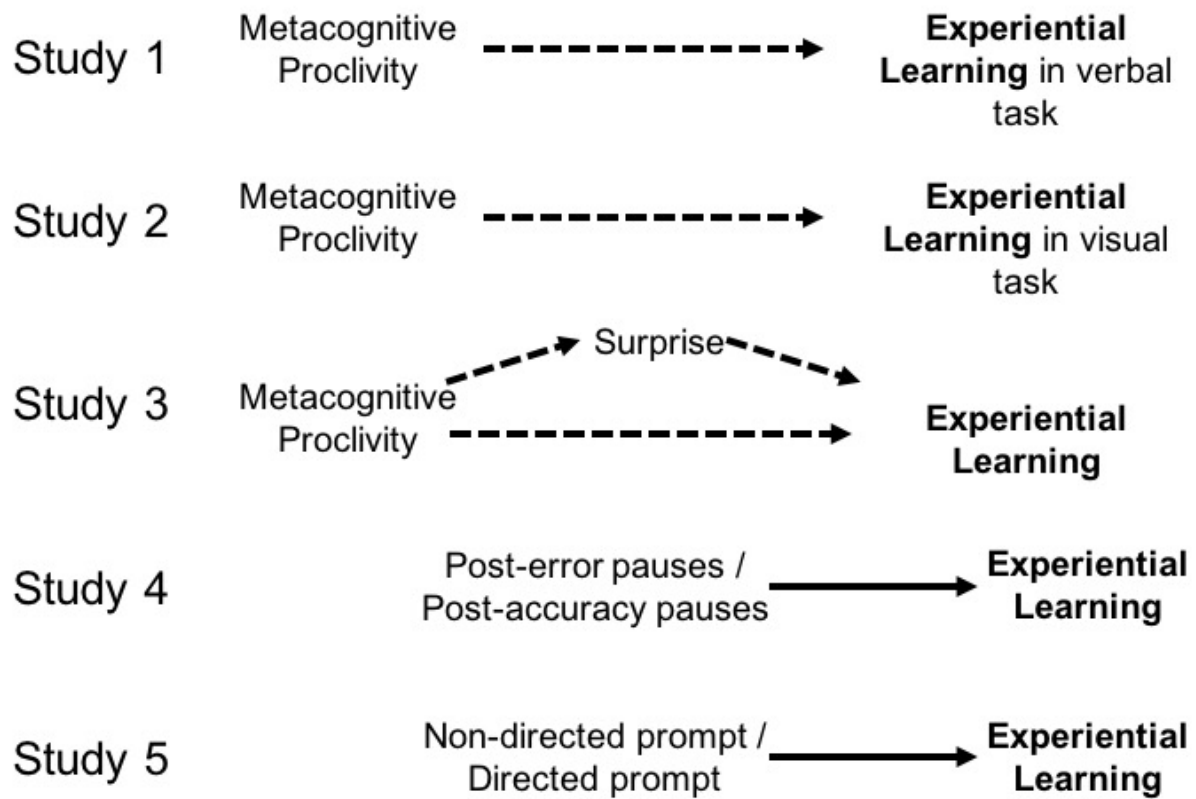 Study 1
Metacognitive
Proclivity
Experiential
Learning in verbal
task
Study 2
Metacognitive
Proclivity
Experiential
Learning in visual
task
Study 3
Metacognitive
Proclivity
Surprise
Experiential
Learning
Study 4
Post-error pauses /
Post-accuracy pauses
Experiential
Learning
Study 5
Non-directed prompt /
Directed prompt
Experiential
Learning